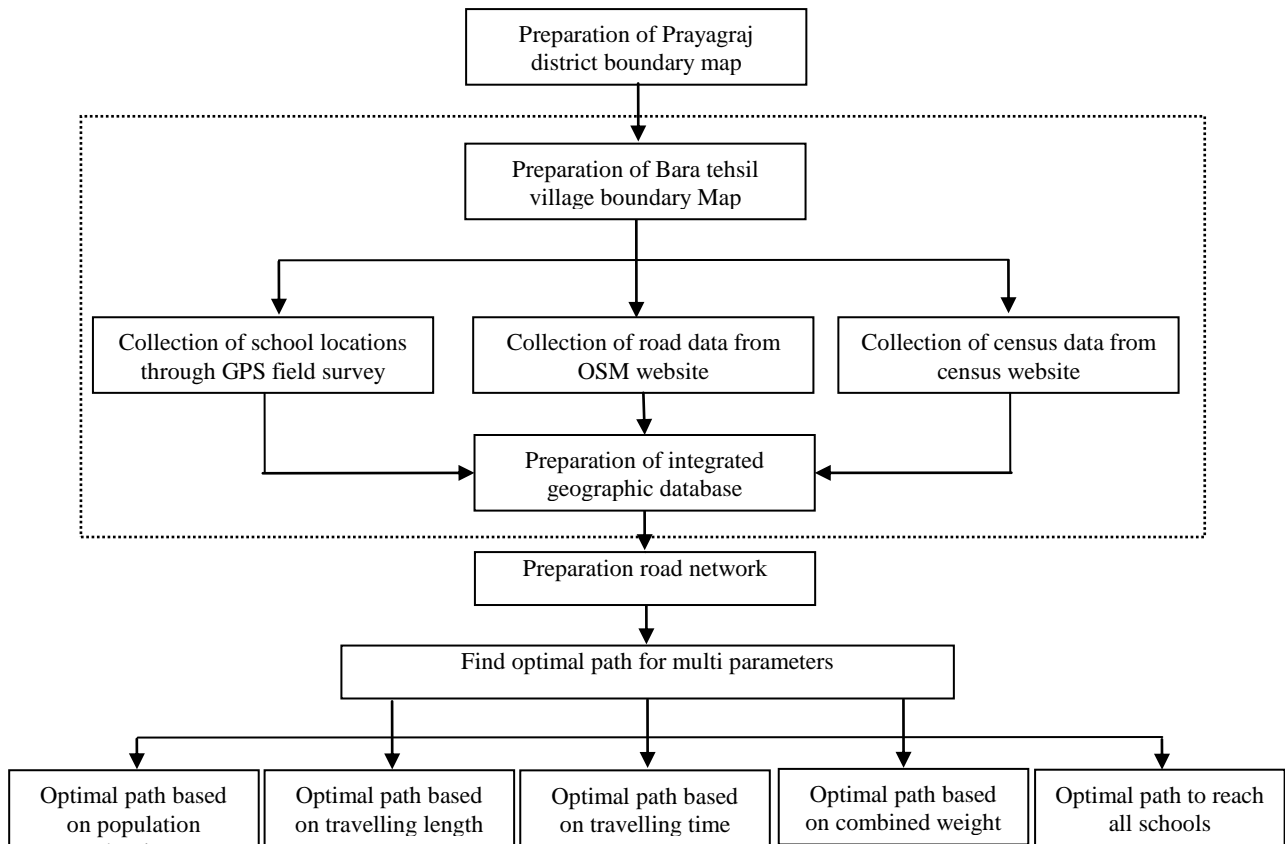 Preparation of Prayagraj
district boundary map
Preparation of Bara tehsil
village boundary Map
Collection of school locations
through GPS field survey
Collection of road data from
OSM website
Collection of census data from
census website
Preparation of integrated
geographic database
Preparation road network
Find optimal path for multi parameters
Optimal path based
on population
Optimal path based
on travelling length
Optimal path based
on travelling time
Optimal path based
on combined weight
Optimal path to reach
all schools